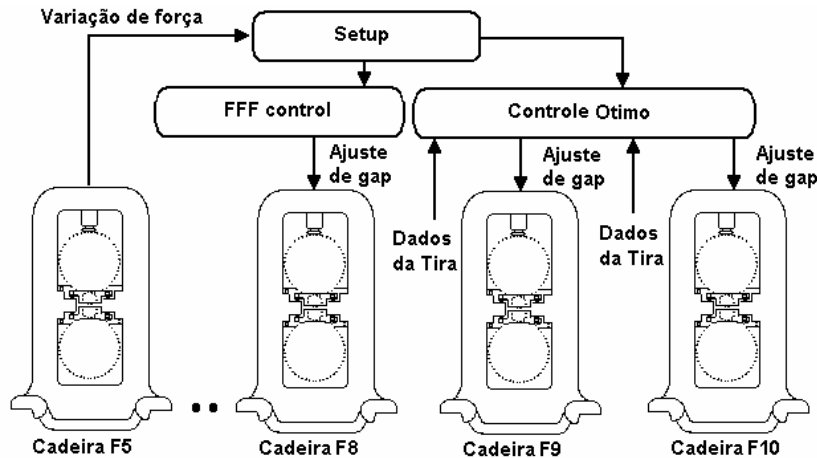 Variação de força
Setup
FFF control
Controle Otimo
Ajuste
de gap
Ajuste
de gap
Ajuste
de gap
Dados
da Tira
Dados
da Tira
Cadeira F5
Cadeira F8
Cadeira F9
Cadeira F10